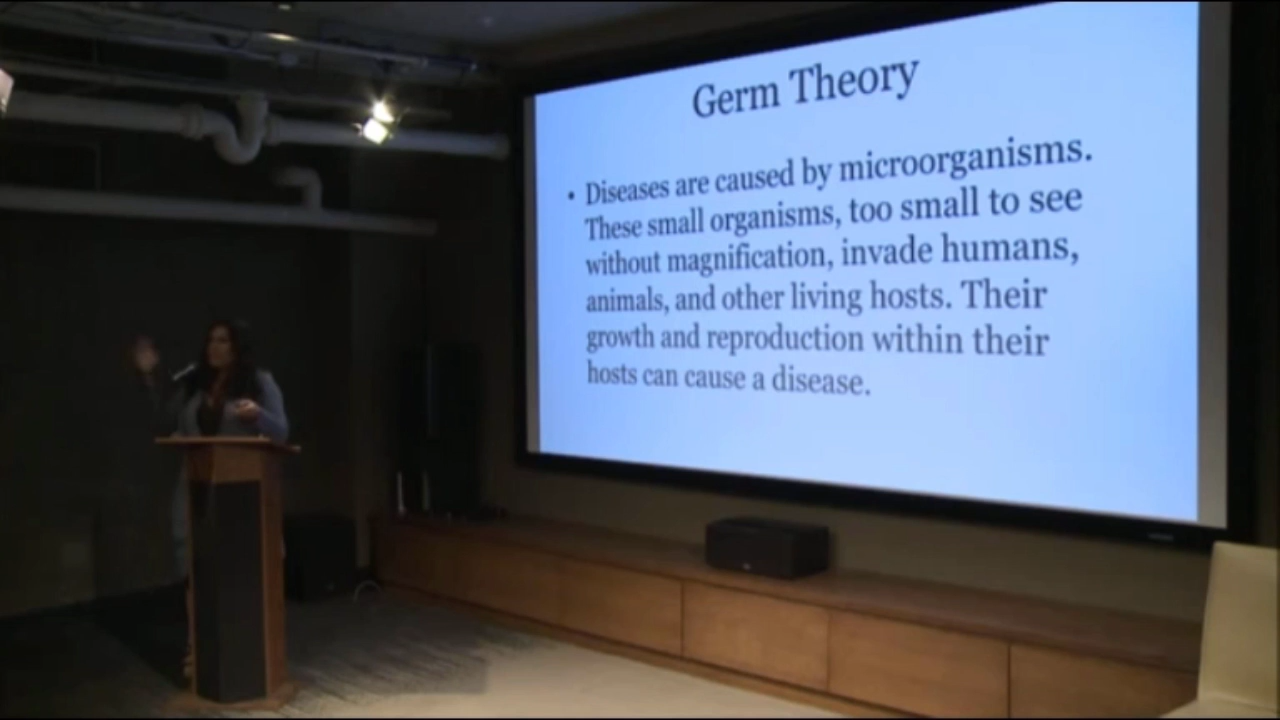 Germ Theory
• Diseases are caused by microorganisms.
These small organisms, too small to see
without magnification, invade humans,
animals, and other living hosts. Their
growth and reproduction within their
hosts can cause a disease.